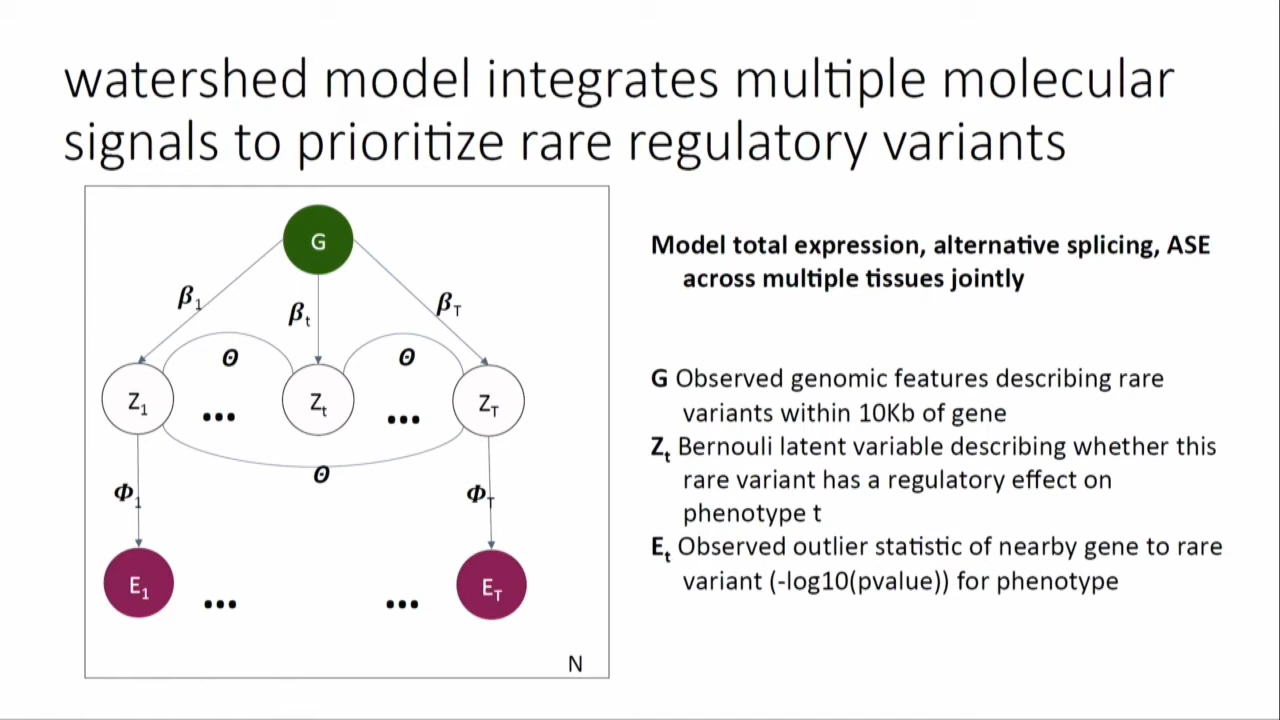 watershed model integrates multiple molecular
signals to prioritize rare regulatory variants
G
β1
βt
βT
Θ
Θ
Z1
...
Zt
...
ZT
Θ
Φ1
ΦT
E1
...
...
ET
N
Model total expression, alternative splicing, ASE
across multiple tissues jointly
G Observed genomic features describing rare
variants within 10Kb of gene
Zt Bernouli latent variable describing whether this
rare variant has a regulatory effect on
phenotype t
Et Observed outlier statistic of nearby gene to rare
variant (-log10(pvalue)) for phenotype